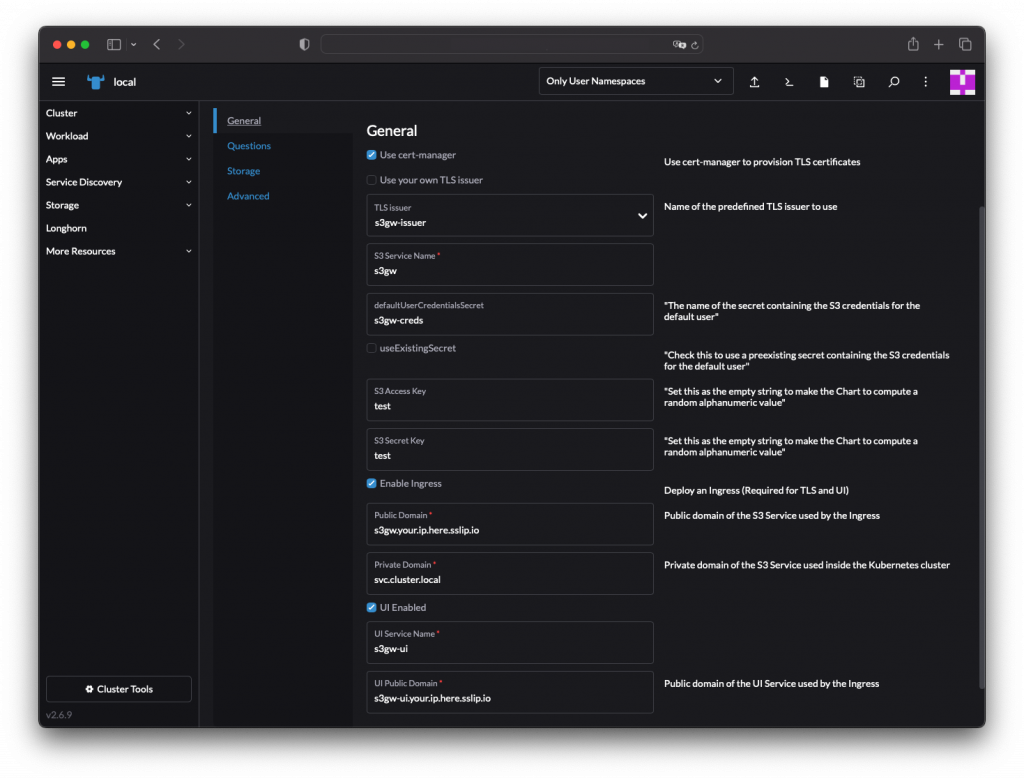 local
Only User Namespaces
Cluster
Workload
Apps
Service Discovery
Storage
Longhorn
More Resources
Cluster Tools
v2.6.9
General
Questions
Storage
Advanced
General
Use cert-manager
Use cert-manager to provision TLS certificates
Use your own TLS issuer
TLS issuer
s3gw-issuer
Name of the predefined TLS issuer to use
S3 Service Name *
s3gw
defaultUserCredentialsSecret
s3gw-creds
"The name of the secret containing the S3 credentials for the
default user"
useExistingSecret
"Check this to use a preexisting secret containing the S3 credentials
for the default user"
S3 Access Key
test
"Set this as the empty string to make the Chart to compute a
random alphanumeric value"
S3 Secret Key
test
"Set this as the empty string to make the Chart to compute a
random alphanumeric value"
Enable Ingress
Deploy an Ingress (Required for TLS and UI)
Public Domain *
s3gw.your.ip.here.sslip.io
Public domain of the S3 Service used by the Ingress
Private Domain *
svc.cluster.local
Private domain of the S3 Service used inside the Kubernetes cluster
UI Enabled
UI Service Name *
s3gw-ui
UI Public Domain *
s3gw-ui.your.ip.here.sslip.io
Public domain of the UI Service used by the Ingress